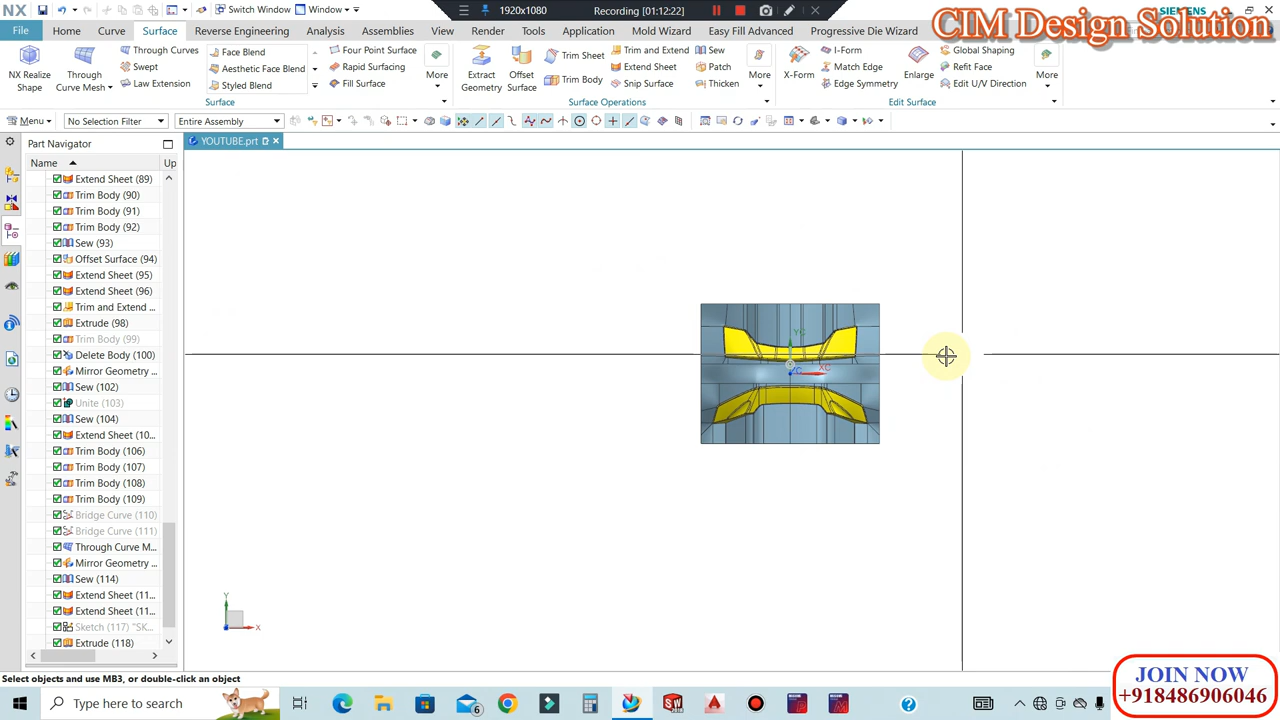 NX
Switch Window
Window
1920x1080
Recording [01:12:22]
SIEMENS
CIM Design Solution
File
Home
Curve
Surface
Reverse Engineering
Analysis
Assemblies
View
Render
Tools
Application
Mold Wizard
Easy Fill Advanced
Progressive Die Wizard
NX Realize Shape
Through Curve Mesh
Through Curves
Swept
Law Extension
Face Blend
Aesthetic Face Blend
Styled Blend
Four Point Surface
Rapid Surfacing
Fill Surface
More
Surface
Extract Geometry
Offset Surface
Trim Sheet
Trim Body
Trim and Extend
Extend Sheet
Snip Surface
Sew
Patch
Thicken
More
Surface Operations
X-Form
I-Form
Match Edge
Edge Symmetry
Enlarge
Global Shaping
Refit Face
Edit U/V Direction
More
Edit Surface
Menu
No Selection Filter
Entire Assembly
Part Navigator
YOUTUBE.prt
Name
Up
Extend Sheet (89)
Trim Body (90)
Trim Body (91)
Trim Body (92)
Sew (93)
Offset Surface (94)
Extend Sheet (95)
Extend Sheet (96)
Trim and Extend ...
Extrude (98)
Trim Body (99)
Delete Body (100)
Mirror Geometry ...
Sew (102)
Unite (103)
Sew (104)
Extend Sheet (10...
Trim Body (106)
Trim Body (107)
Trim Body (108)
Trim Body (109)
Bridge Curve (110)
Bridge Curve (111)
Through Curve M...
Mirror Geometry ...
Sew (114)
Extend Sheet (11...
Extend Sheet (11...
Sketch (117) "SK...
Extrude (118)
YC
XC
ZC
Y
X
Select objects and use MB3, or double-click an object
JOIN NOW
+918486906046
Type here to search
6